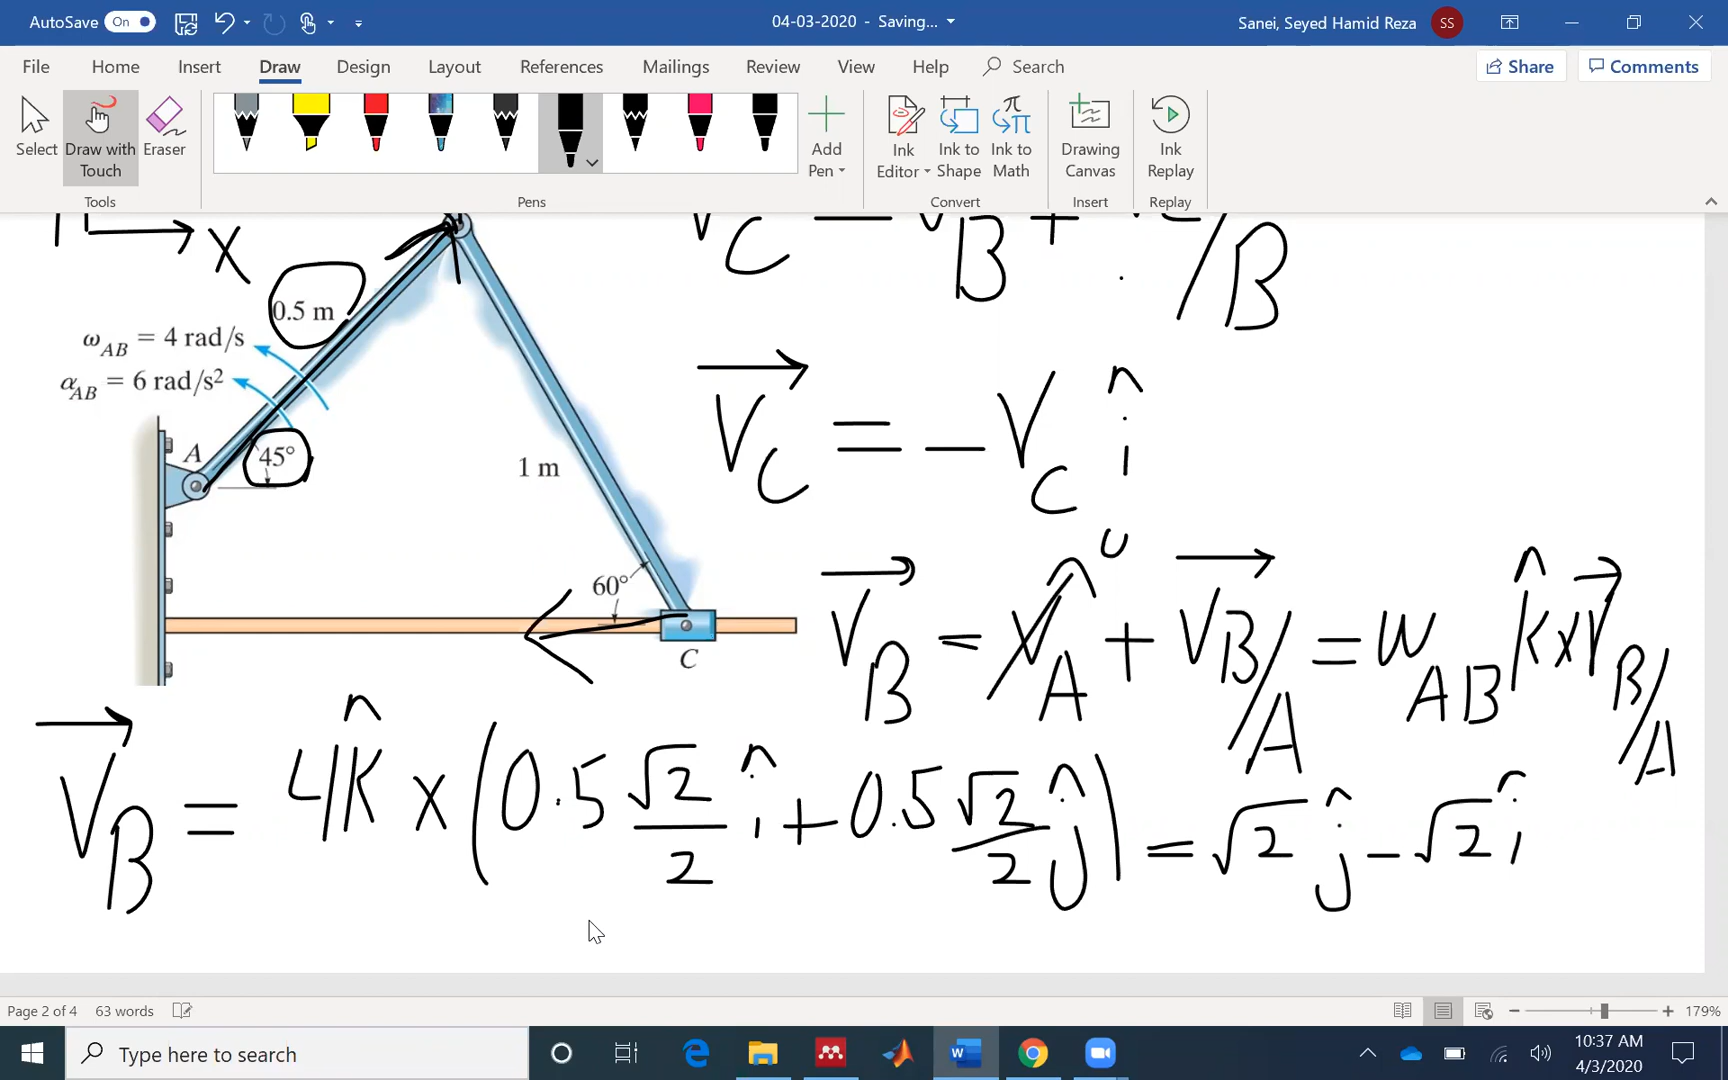 AutoSave On 04-03-2020 - Saving... Sanei, Seyed Hamid Reza SS
File Home Insert Draw Design Layout References Mailings Review View Help Search Share Comments
Select Draw with Touch Eraser Add Pen Ink Editor Ink to Shape Ink to Math Drawing Canvas Ink Replay
Tools Pens Convert Insert Replay
x
V_C = V_B + V_C/B
0.5 m
ω_AB = 4 rad/s
α_AB = 6 rad/s²
A
45°
1 m
60°
C
V_C = - V_C î
V_B = V_A 0 + V_B/A = ω_AB k̂ × r_B/A
V_B = 4k̂ × (0.5 √2/2 î + 0.5 √2/2 ĵ) = √2 ĵ - √2 î
Page 2 of 4 63 words 179%
Type here to search 10:37 AM
4/3/2020